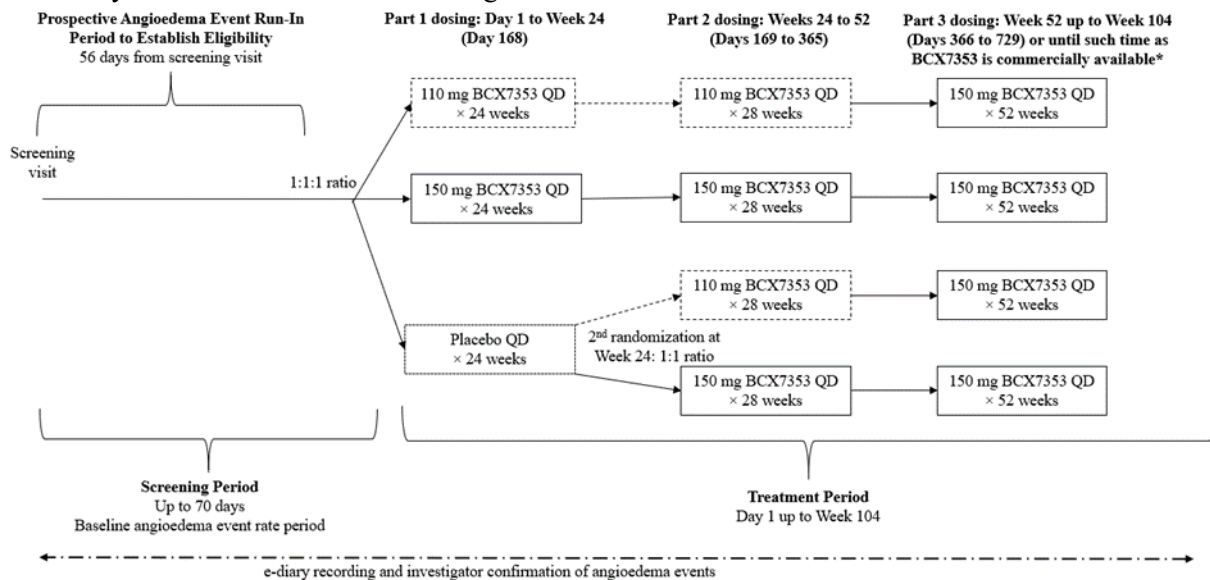 Prospective Angioedema Event Run-In
Period to Establish Eligibility
56 days from screening visit
Part 1 dosing: Day 1 to Week 24
(Day 168)
Part 2 dosing: Weeks 24 to 52
(Days 169 to 365)
Part 3 dosing: Week 52 up to Week 104
(Days 366 to 729) or until such time as
BCX7353 is commercially available*
Screening
visit
1:1:1 ratio
110 mg BCX7353 QD
× 24 weeks
110 mg BCX7353 QD
× 28 weeks
150 mg BCX7353 QD
× 52 weeks
150 mg BCX7353 QD
× 24 weeks
150 mg BCX7353 QD
× 28 weeks
150 mg BCX7353 QD
× 52 weeks
Placebo QD
× 24 weeks
2nd randomization at
Week 24: 1:1 ratio
110 mg BCX7353 QD
× 28 weeks
150 mg BCX7353 QD
× 52 weeks
150 mg BCX7353 QD
× 28 weeks
150 mg BCX7353 QD
× 52 weeks
Screening Period
Up to 70 days
Baseline angioedema event rate period
Treatment Period
Day 1 up to Week 104
e-diary recording and investigator confirmation of angioedema events